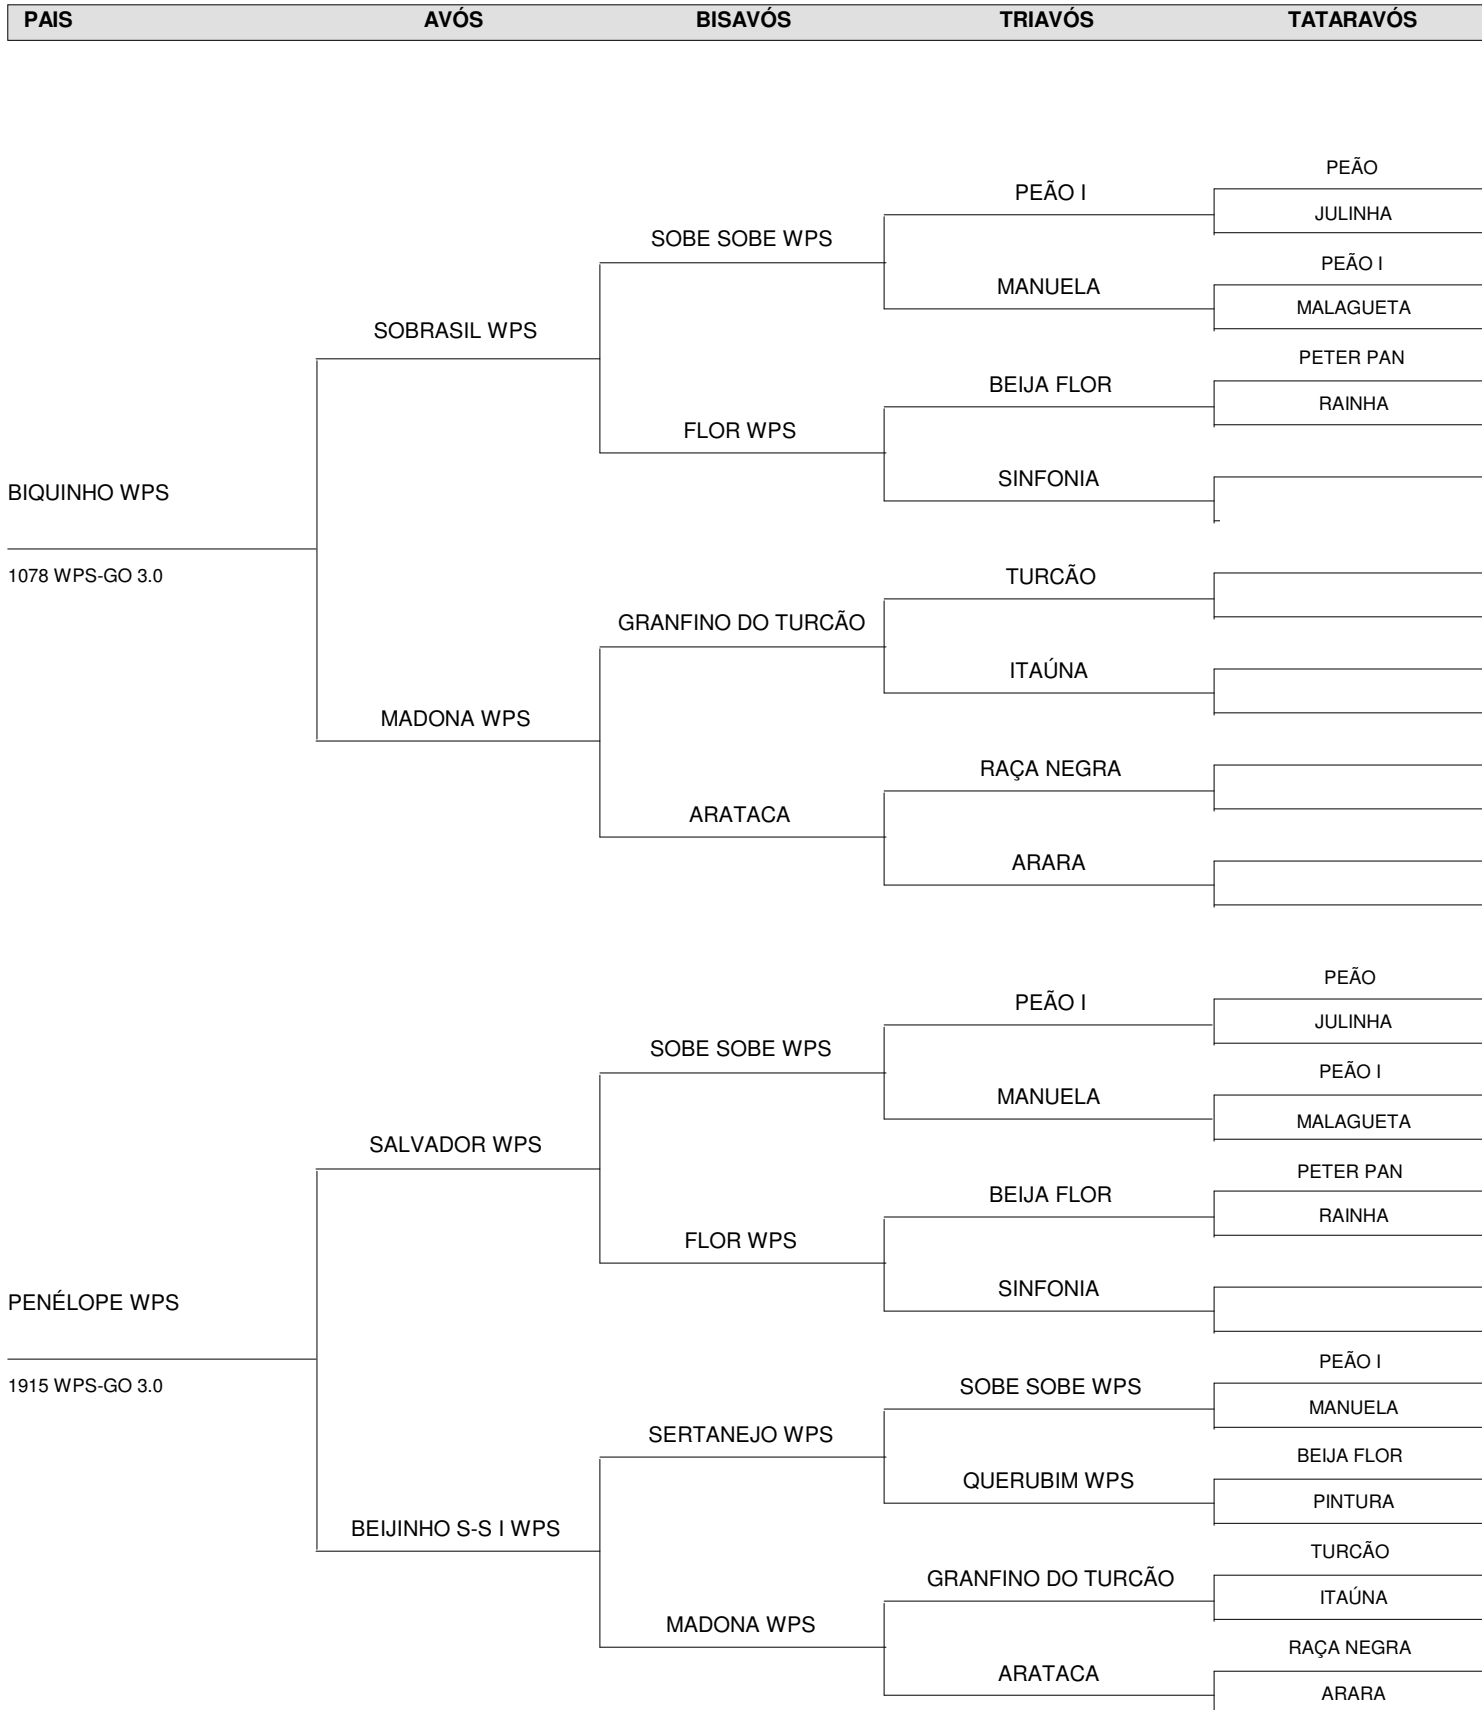 PAIS AVÓS BISAVÓS TRIAVÓS TATARAVÓS
PEÃO
PEÃO I
JULINHA
SOBE SOBE WPS
PEÃO I
MANUELA
MALAGUETA
SOBRASIL WPS
PETER PAN
BEIJA FLOR
RAINHA
FLOR WPS
SINFONIA
BIQUINHO WPS
1078 WPS-GO 3.0
TURCÃO
GRANFINO DO TURCÃO
ITAÚNA
MADONA WPS
RAÇA NEGRA
ARATACA
ARARA
PEÃO
PEÃO I
JULINHA
SOBE SOBE WPS
PEÃO I
MANUELA
MALAGUETA
SALVADOR WPS
PETER PAN
BEIJA FLOR
RAINHA
FLOR WPS
SINFONIA
PENÉLOPE WPS
PEÃO I
1915 WPS-GO 3.0
SOBE SOBE WPS
MANUELA
SERTANEJO WPS
BEIJA FLOR
QUERUBIM WPS
PINTURA
BEIJINHO S-S I WPS
TURCÃO
GRANFINO DO TURCÃO
ITAÚNA
MADONA WPS
RAÇA NEGRA
ARATACA
ARARA